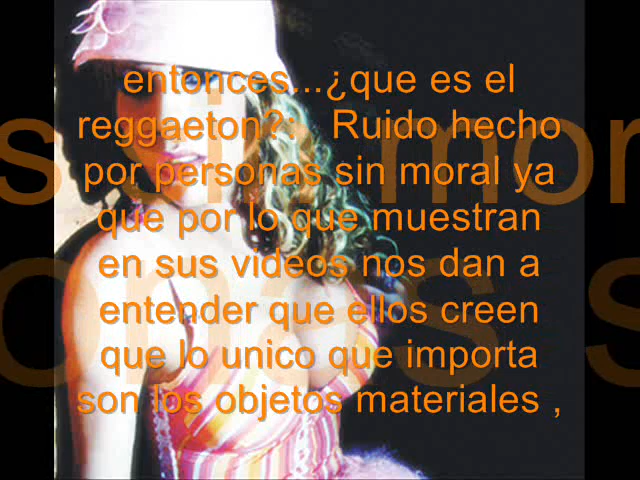 entonces...¿que es el
reggaeton?: Ruido hecho
por personas sin moral ya
que por lo que muestran
en sus videos nos dan a
entender que ellos creen
que lo unico que importa
son los objetos materiales ,